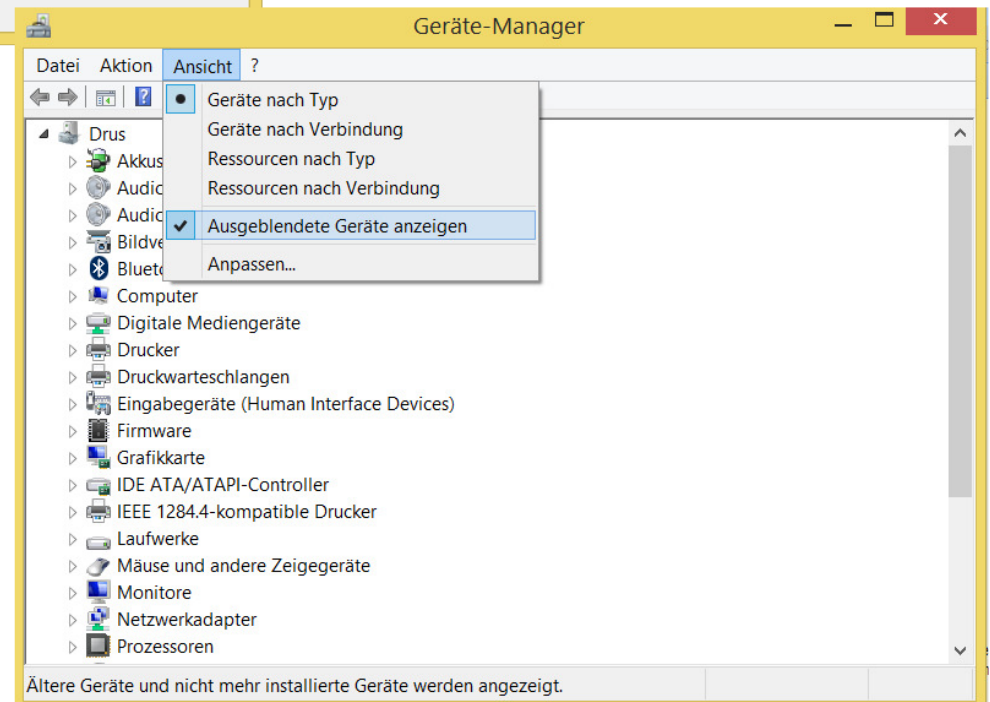 Geräte-Manager
Datei Aktion Ansicht ?
Geräte nach Typ
Geräte nach Verbindung
Ressourcen nach Typ
Ressourcen nach Verbindung
Ausgeblendete Geräte anzeigen
Anpassen...
Drus
Akkus
Audio
Audio
Computer
Digitale Mediengeräte
Drucker
Druckwarteschlangen
Eingabegeräte (Human Interface Devices)
Firmware
Grafikkarte
IDE ATA/ATAPI-Controller
IEEE 1284.4-kompatible Drucker
Laufwerke
Mäuse und andere Zeigegeräte
Monitore
Netzwerkadapter
Prozessoren
Ältere Geräte und nicht mehr installierte Geräte werden angezeigt.